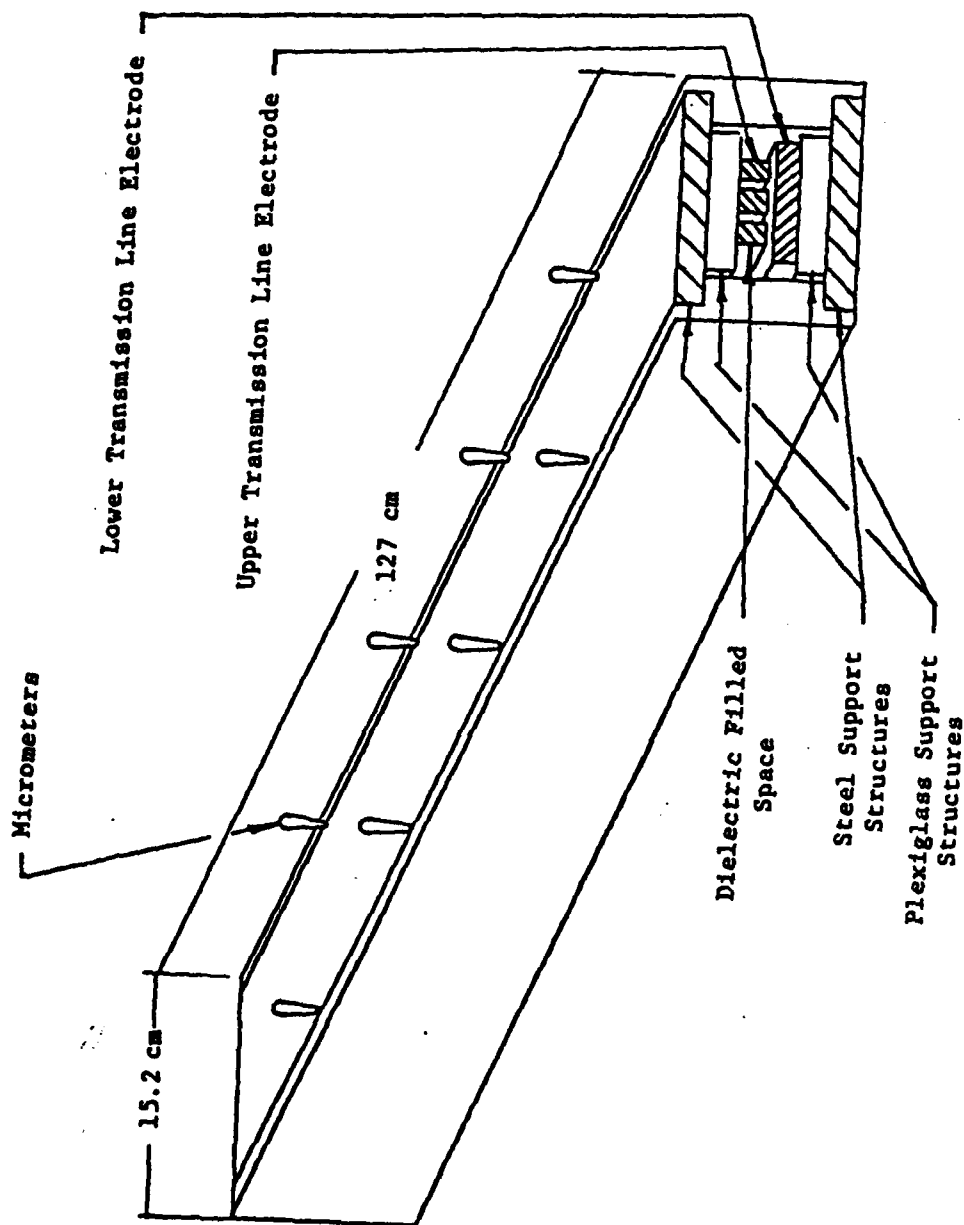 Lower Transmission Line Electrode
Upper Transmission Line Electrode
Micrometers
127 cm
15.2 cm
Dielectric Filled
Space
Steel Support
Structures
Plexiglass Support
Structures